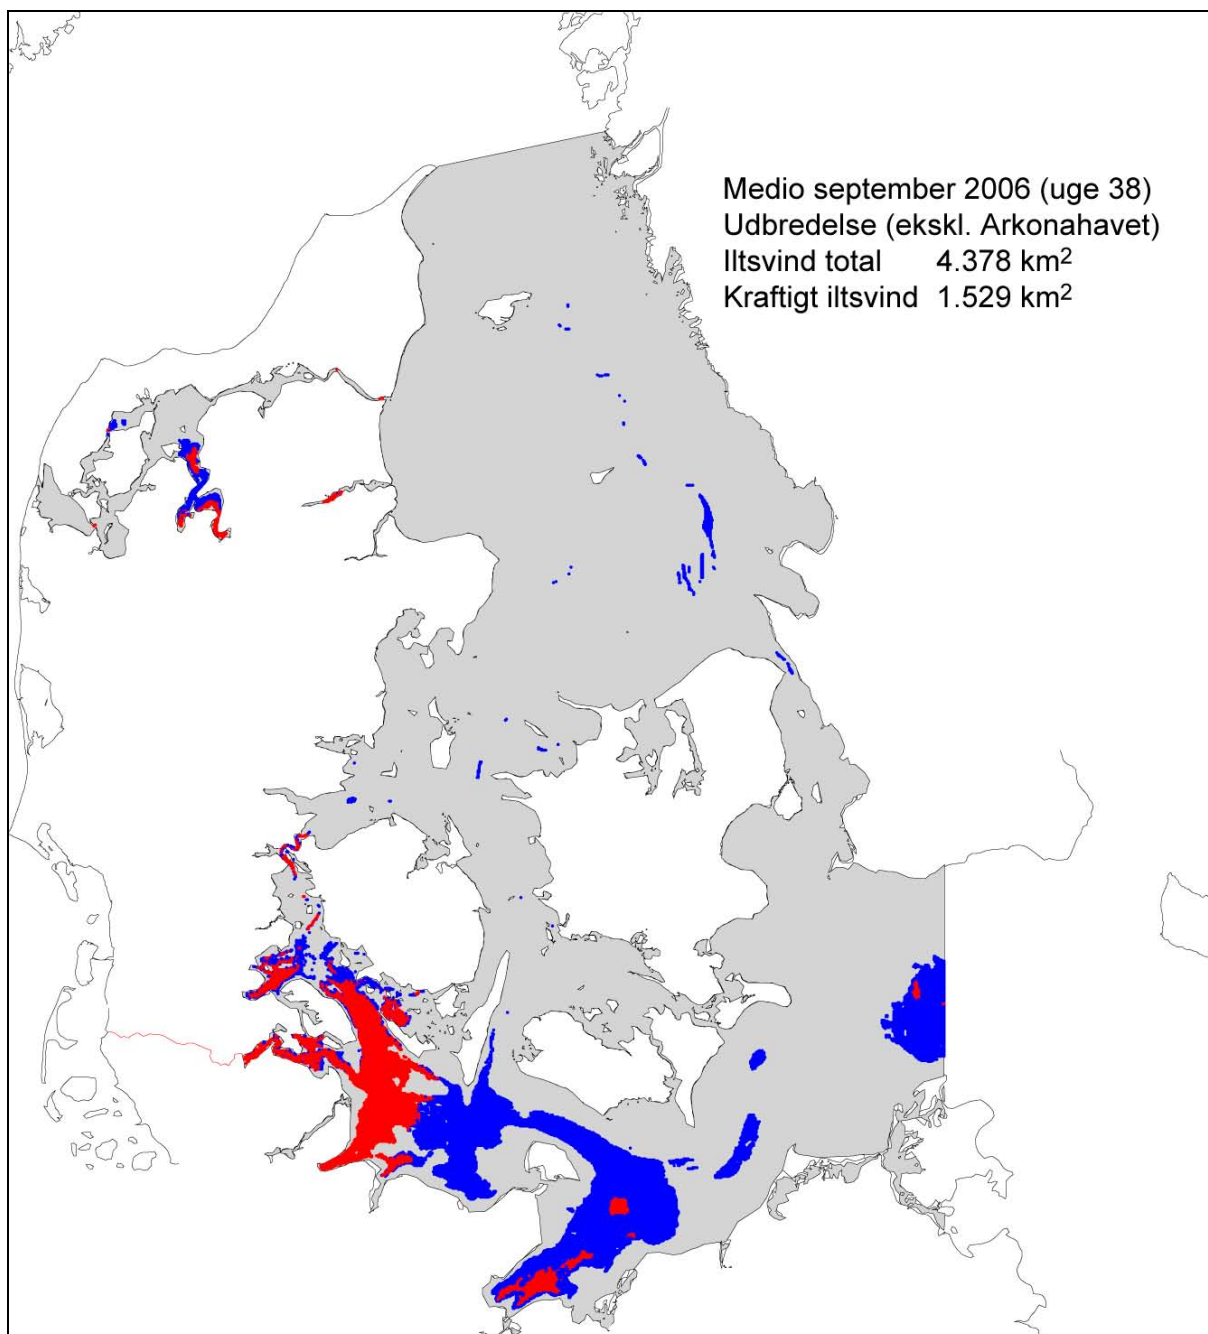 Medio september 2006 (uge 38)
Udbredelse (ekskl. Arkonahavet)
Iltsvind total 4.378 km²
Kraftigt iltsvind 1.529 km²